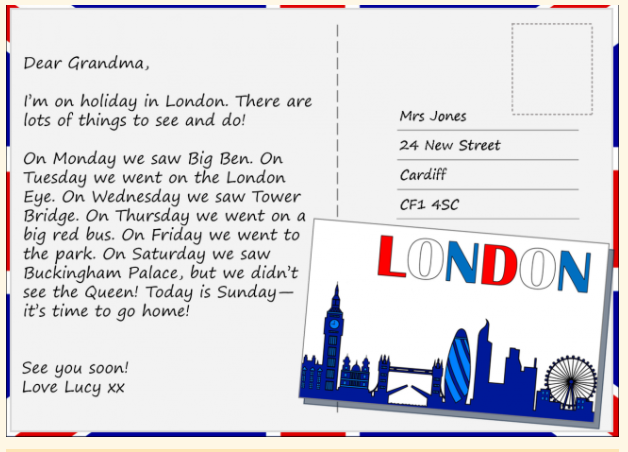 Dear Grandma,
I'm on holiday in London. There are
lots of things to see and do!
On Monday we saw Big Ben. On
Tuesday we went on the London
Eye. On Wednesday we saw Tower
Bridge. On Thursday we went on a
big red bus. On Friday we went to
the park. On Saturday we saw
Buckingham Palace, but we didn't
see the Queen! Today is Sunday—
it's time to go home!
See you soon!
Love Lucy xx
Mrs Jones
24 New Street
Cardiff
CF1 4SC
LONDON